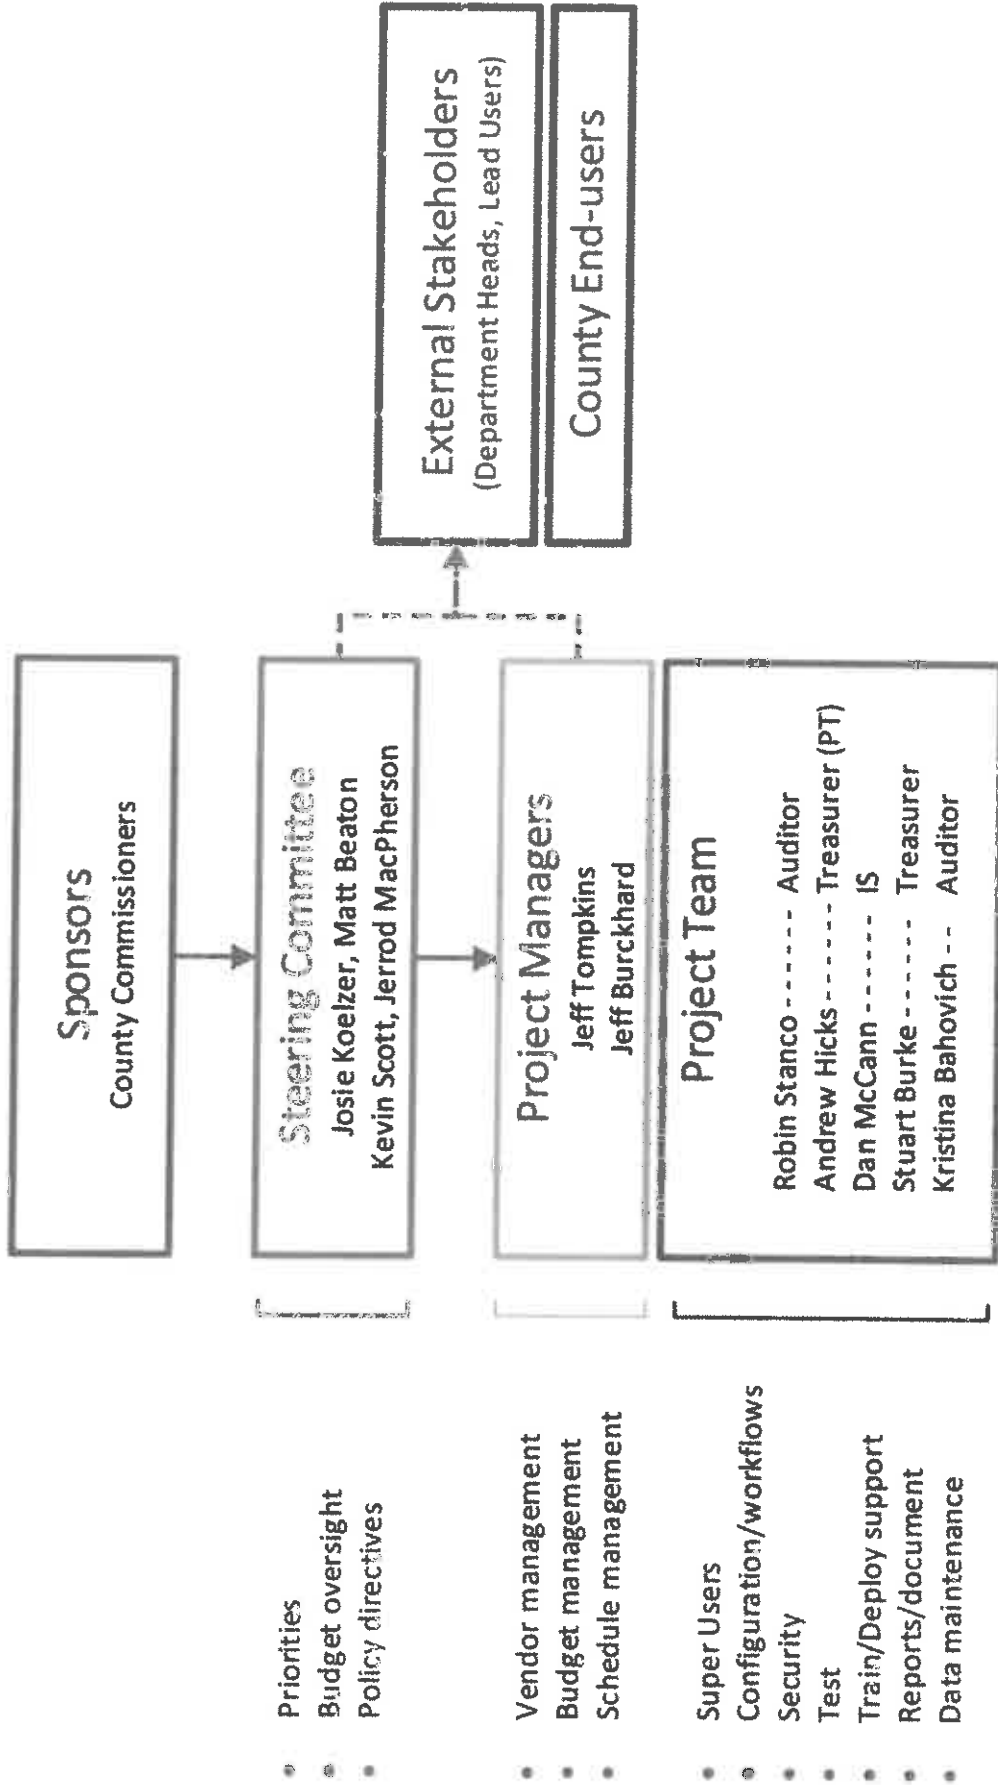 Sponsors
County Commissioners
Priorities
Budget oversight
Policy directives
Steering Committee
Josie Koelzer, Matt Beaton
Kevin Scott, Jerrod MacPherson
External Stakeholders
(Department Heads, Lead Users)
County End-users
Vendor management
Budget management
Schedule management
Project Managers
Jeff Tompkins
Jeff Burckhard
Super Users
Configuration/workflows
Security
Test
Train/Deploy support
Reports/document
Data maintenance
Project Team
Robin Stanco ------ Auditor
Andrew Hicks ------ Treasurer (PT)
Dan McCann ------ IS
Stuart Burke ------ Treasurer
Kristina Bahovich -- Auditor